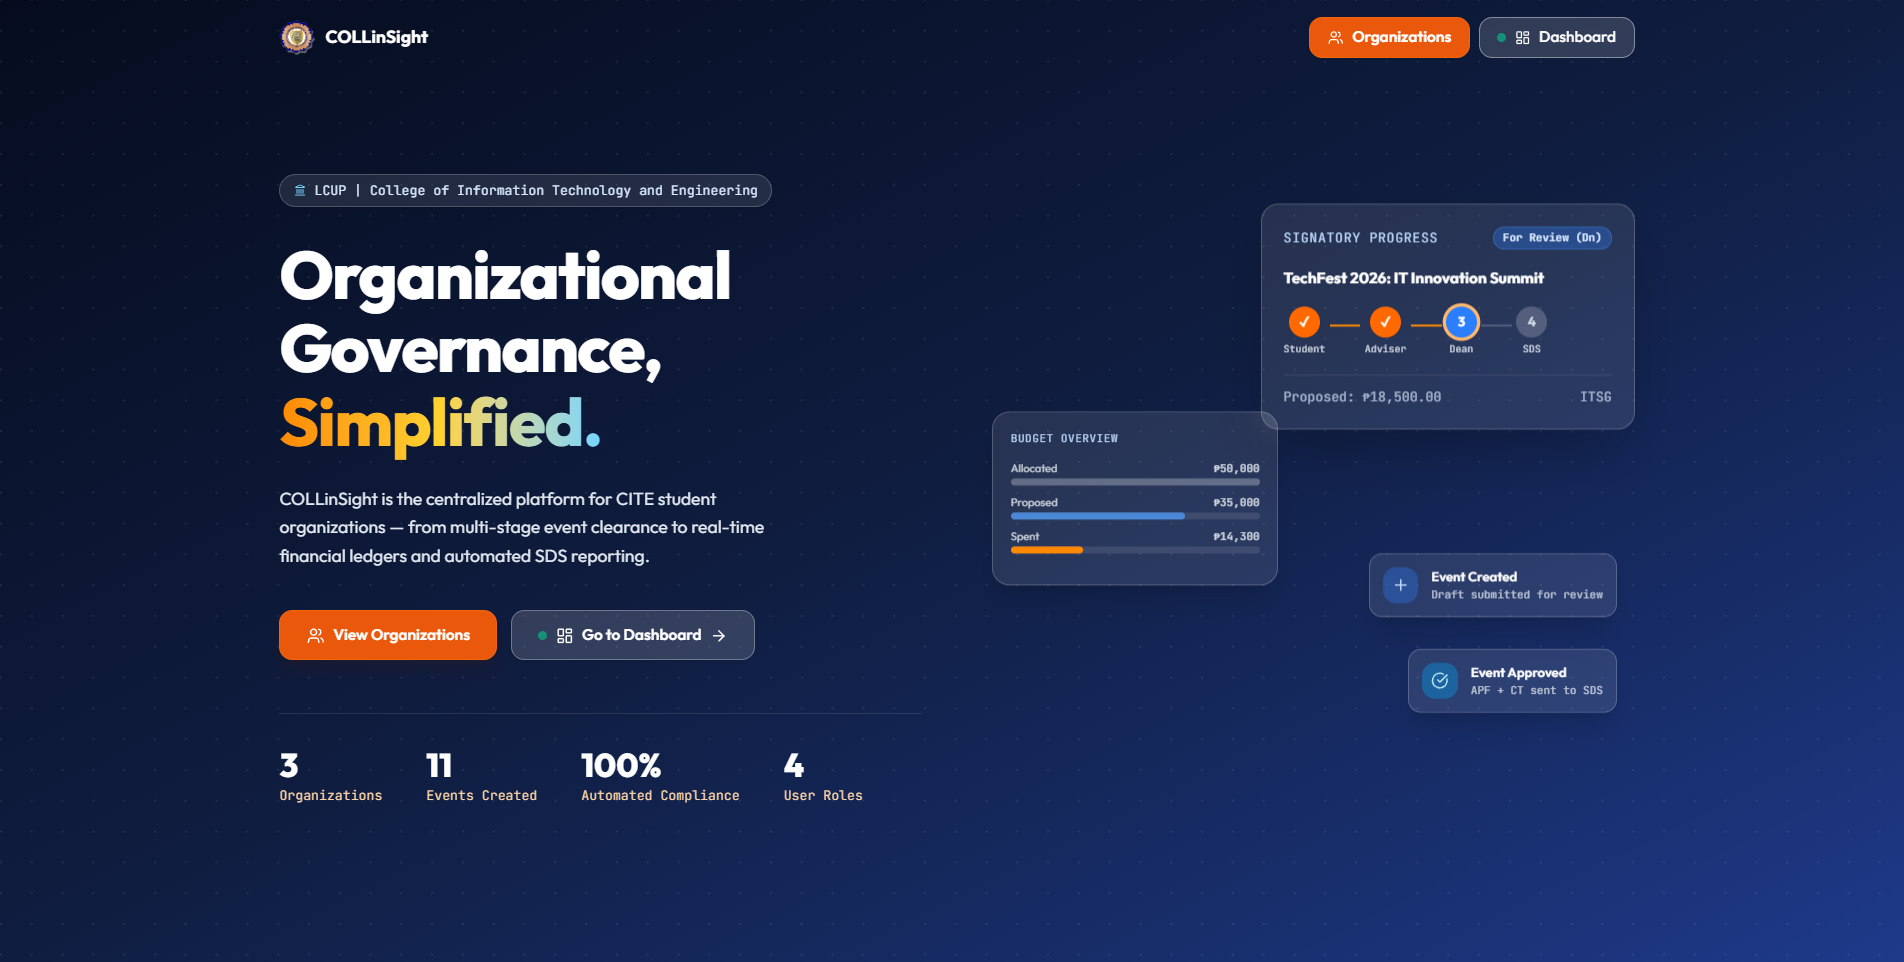 COLLinSight
Organizations
Dashboard
LCUP | College of Information Technology and Engineering
Organizational
Governance,
Simplified.
COLLinSight is the centralized platform for CITE student
organizations — from multi-stage event clearance to real-time
financial ledgers and automated SDS reporting.
View Organizations
Go to Dashboard →
3
Organizations
11
Events Created
100%
Automated Compliance
4
User Roles
SIGNATORY PROGRESS
For Review (Dn)
TechFest 2026: IT Innovation Summit
✓ ✓ 3 4
Student Adviser Dean SDS
Proposed: ₱18,500.00 ITSG
BUDGET OVERVIEW
Allocated ₱50,000
Proposed ₱35,000
Spent ₱14,300
Event Created
Draft submitted for review
Event Approved
APF + CT sent to SDS